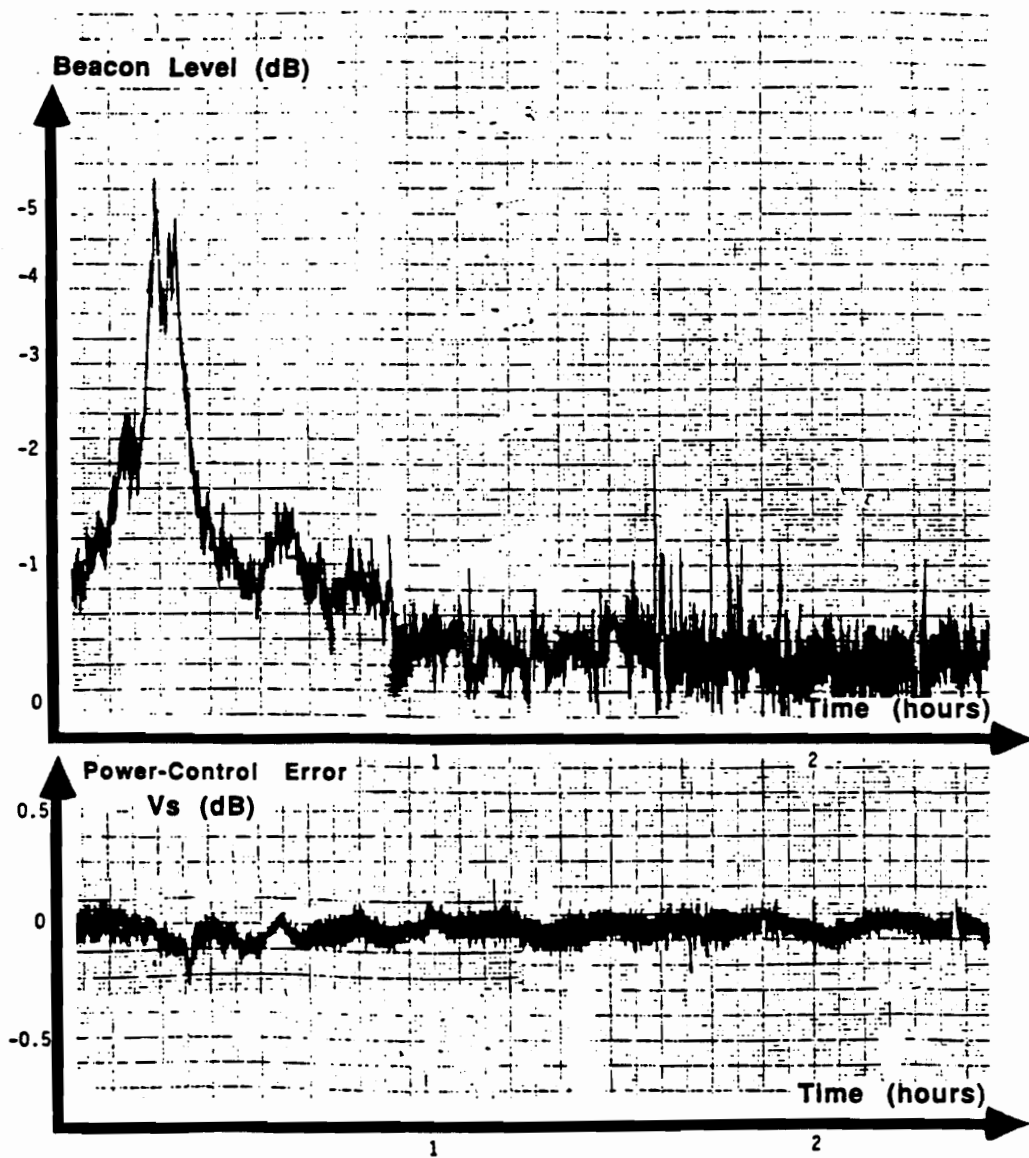 Beacon Level (dB)
-5
-4
-3
-2
-1
0
Time (hours)
1 2
Power-Control Error
Vs (dB)
0.5
0
-0.5
Time (hours)
1 2